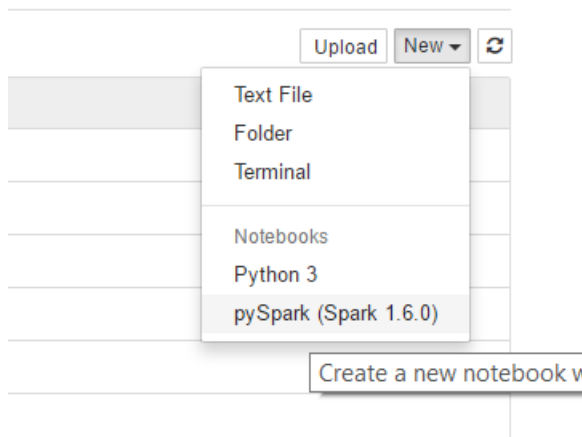 Upload New
Text File
Folder
Terminal
Notebooks
Python 3
pySpark (Spark 1.6.0)
Create a new notebook w